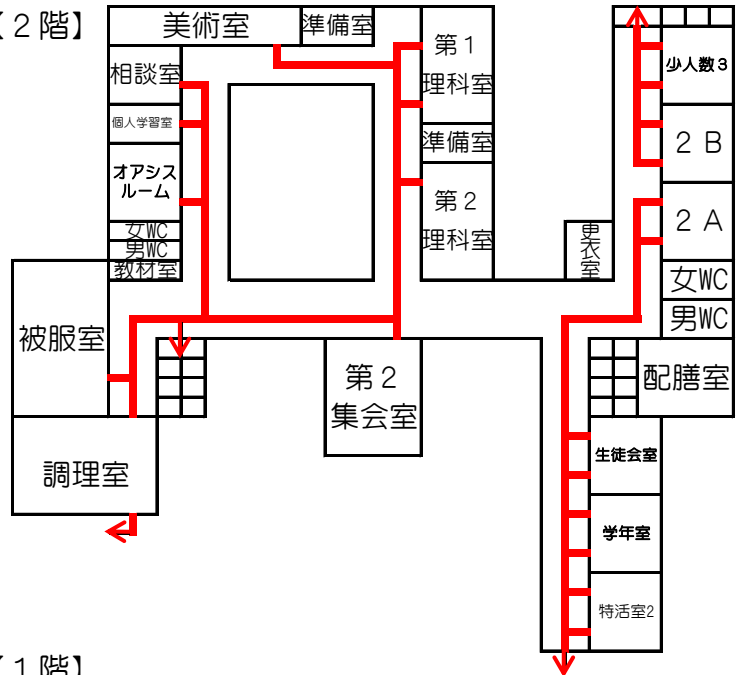 【２階】
美術室
準備室
第１
理科室
少人数３
相談室
個人学習室
準備室
２Ｂ
オアシス
ルーム
第２
理科室
２Ａ
女WC
男WC
教材室
更衣室
女WC
男WC
被服室
第２
集会室
配膳室
調理室
生徒会室
学年室
特活室2
【１階】